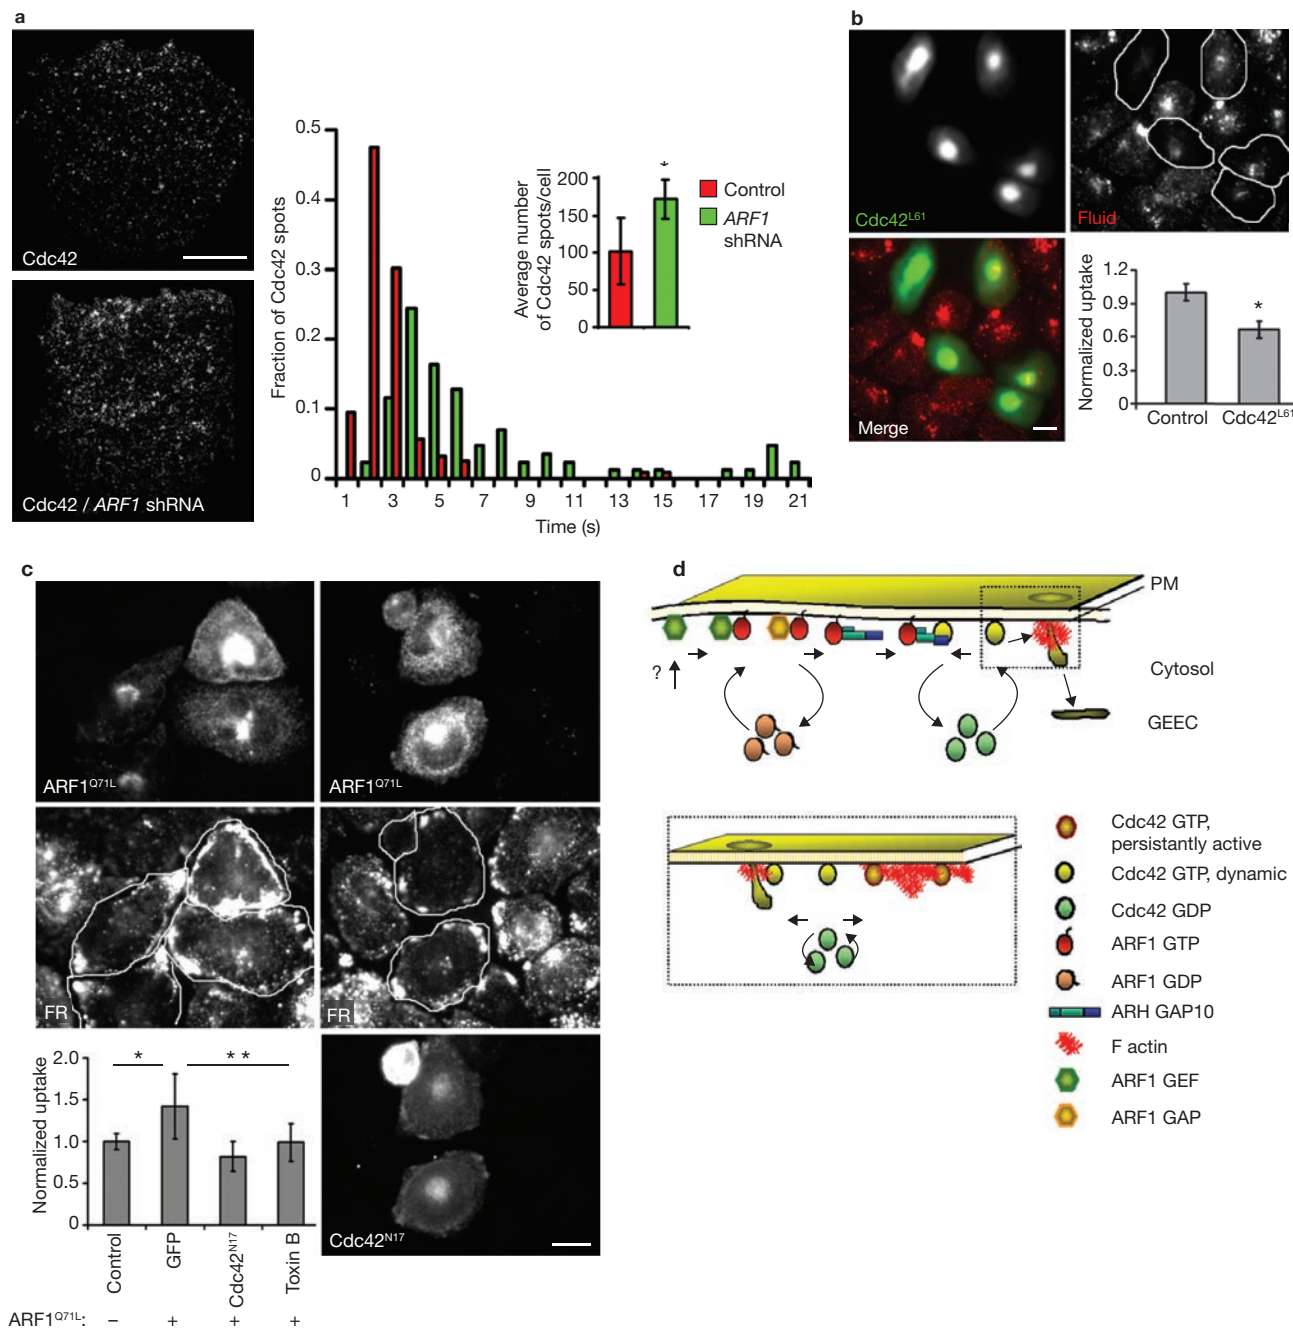 a
Cdc42
Cdc42 / ARF1 shRNA
Fraction of Cdc42 spots
0.5
0.4
0.3
0.2
0.1
0
1 3 5 7 9 11 13 15 17 19 21
Time (s)
Average number
of Cdc42 spots/cell
200
150
100
50
0
*
Control
ARF1
shRNA
b
Cdc42L61
Fluid
Merge
Normalized uptake
1.2
0.9
0.6
0.3
0
*
Control Cdc42L61
c
ARF1Q71L
ARF1Q71L
FR
FR
Cdc42N17
Normalized uptake
2.0
1.5
1.0
0.5
0
* **
Control
GFP
Cdc42N17
Toxin B
ARF1Q71L: – + + +
d
PM
Cytosol
GEEC
?
Cdc42 GTP,
persistantly active
Cdc42 GTP, dynamic
Cdc42 GDP
ARF1 GTP
ARF1 GDP
ARH GAP10
F actin
ARF1 GEF
ARF1 GAP